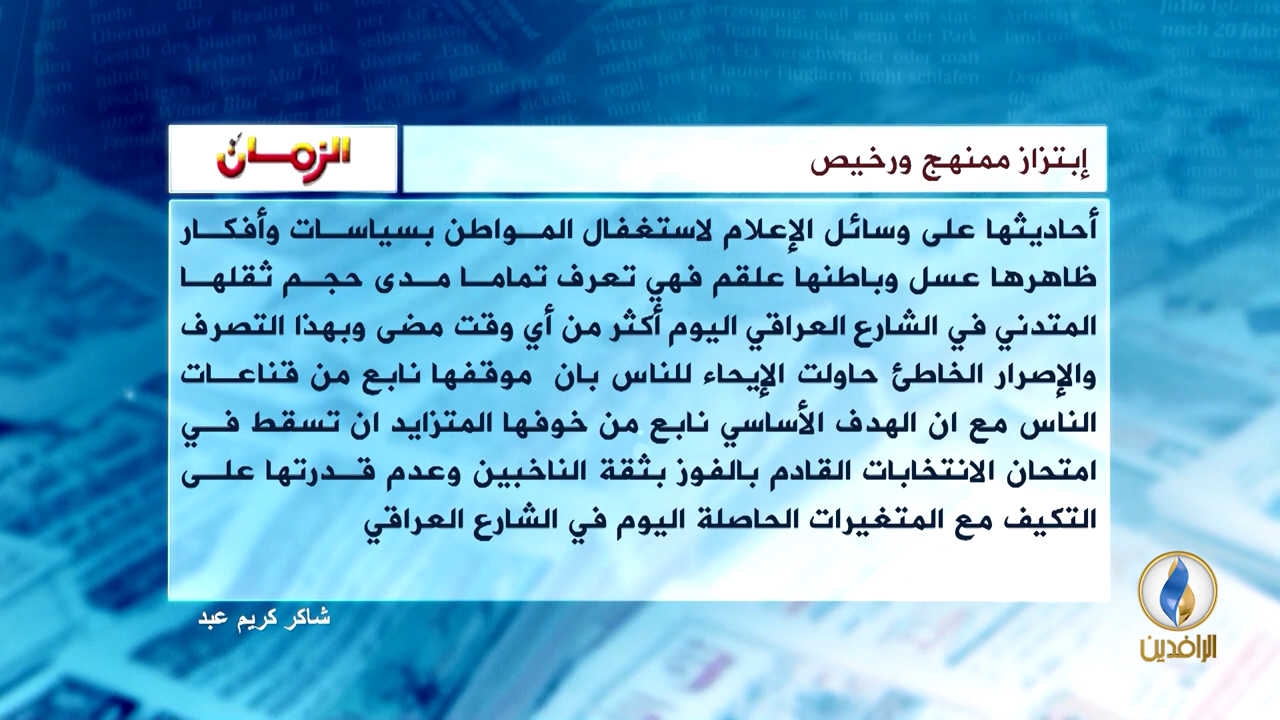 إبتزاز ممنهج ورخيص
الزمان
أحاديثها على وسائل الإعلام لاستغفال المواطن بسياسات وأفكار
ظاهرها عسل وباطنها علقم فهي تعرف تماما مدى حجم ثقلها
المتدني في الشارع العراقي اليوم أكثر من أي وقت مضى وبهذا التصرف
والإصرار الخاطئ حاولت الإيحاء للناس بان موقفها نابع من قناعات
الناس مع ان الهدف الأساسي نابع من خوفها المتزايد ان تسقط في
امتحان الانتخابات القادم بالفوز بثقة الناخبين وعدم قدرتها على
التكيف مع المتغيرات الحاصلة اليوم في الشارع العراقي
شاكر كريم عبد
الرافدين